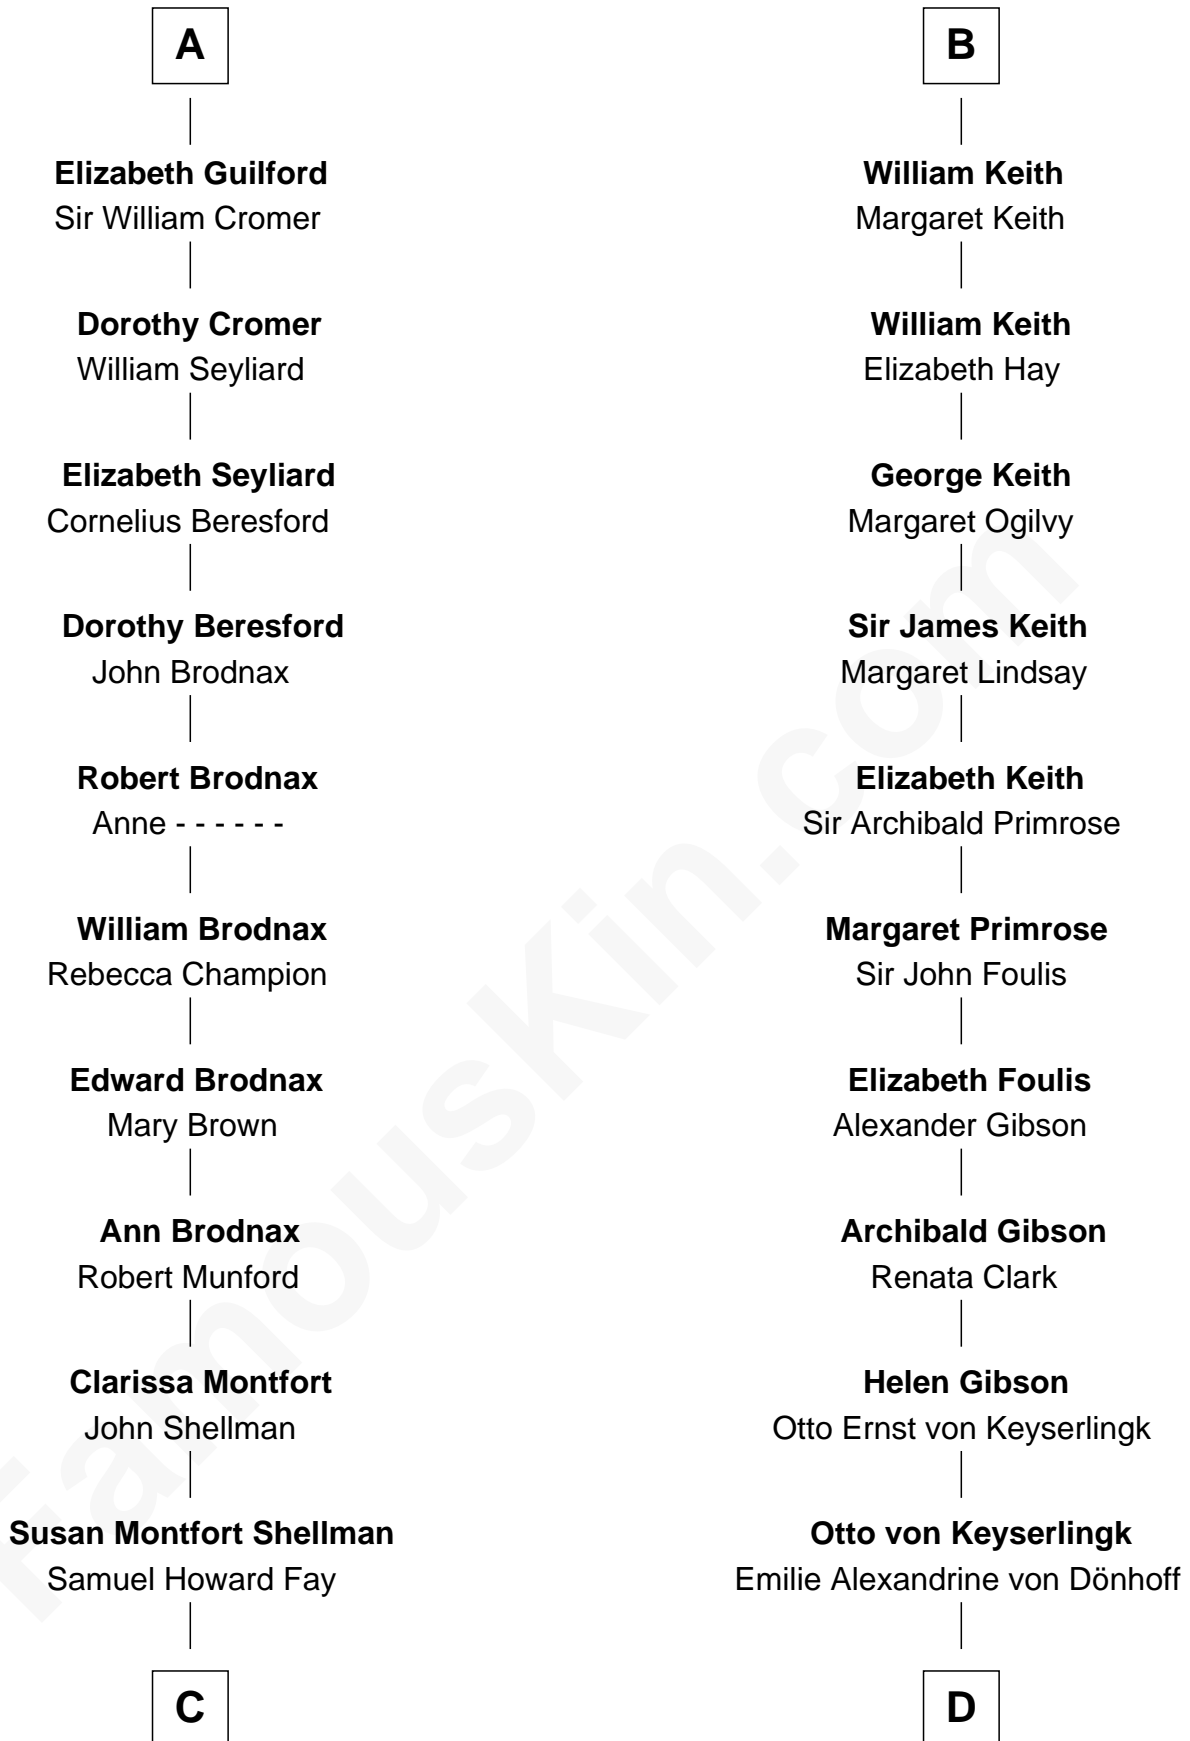 A
Elizabeth Guilford
Sir William Cromer
Dorothy Cromer
William Seyliard
Elizabeth Seyliard
Cornelius Beresford
Dorothy Beresford
John Brodnax
Robert Brodnax
Anne - - - - - -
William Brodnax
Rebecca Champion
Edward Brodnax
Mary Brown
Ann Brodnax
Robert Munford
Clarissa Montfort
John Shellman
Susan Montfort Shellman
Samuel Howard Fay
C
B
William Keith
Margaret Keith
William Keith
Elizabeth Hay
George Keith
Margaret Ogilvy
Sir James Keith
Margaret Lindsay
Elizabeth Keith
Sir Archibald Primrose
Margaret Primrose
Sir John Foulis
Elizabeth Foulis
Alexander Gibson
Archibald Gibson
Renata Clark
Helen Gibson
Otto Ernst von Keyserlingk
Otto von Keyserlingk
Emilie Alexandrine von Dönhoff
D
FamousKin.com